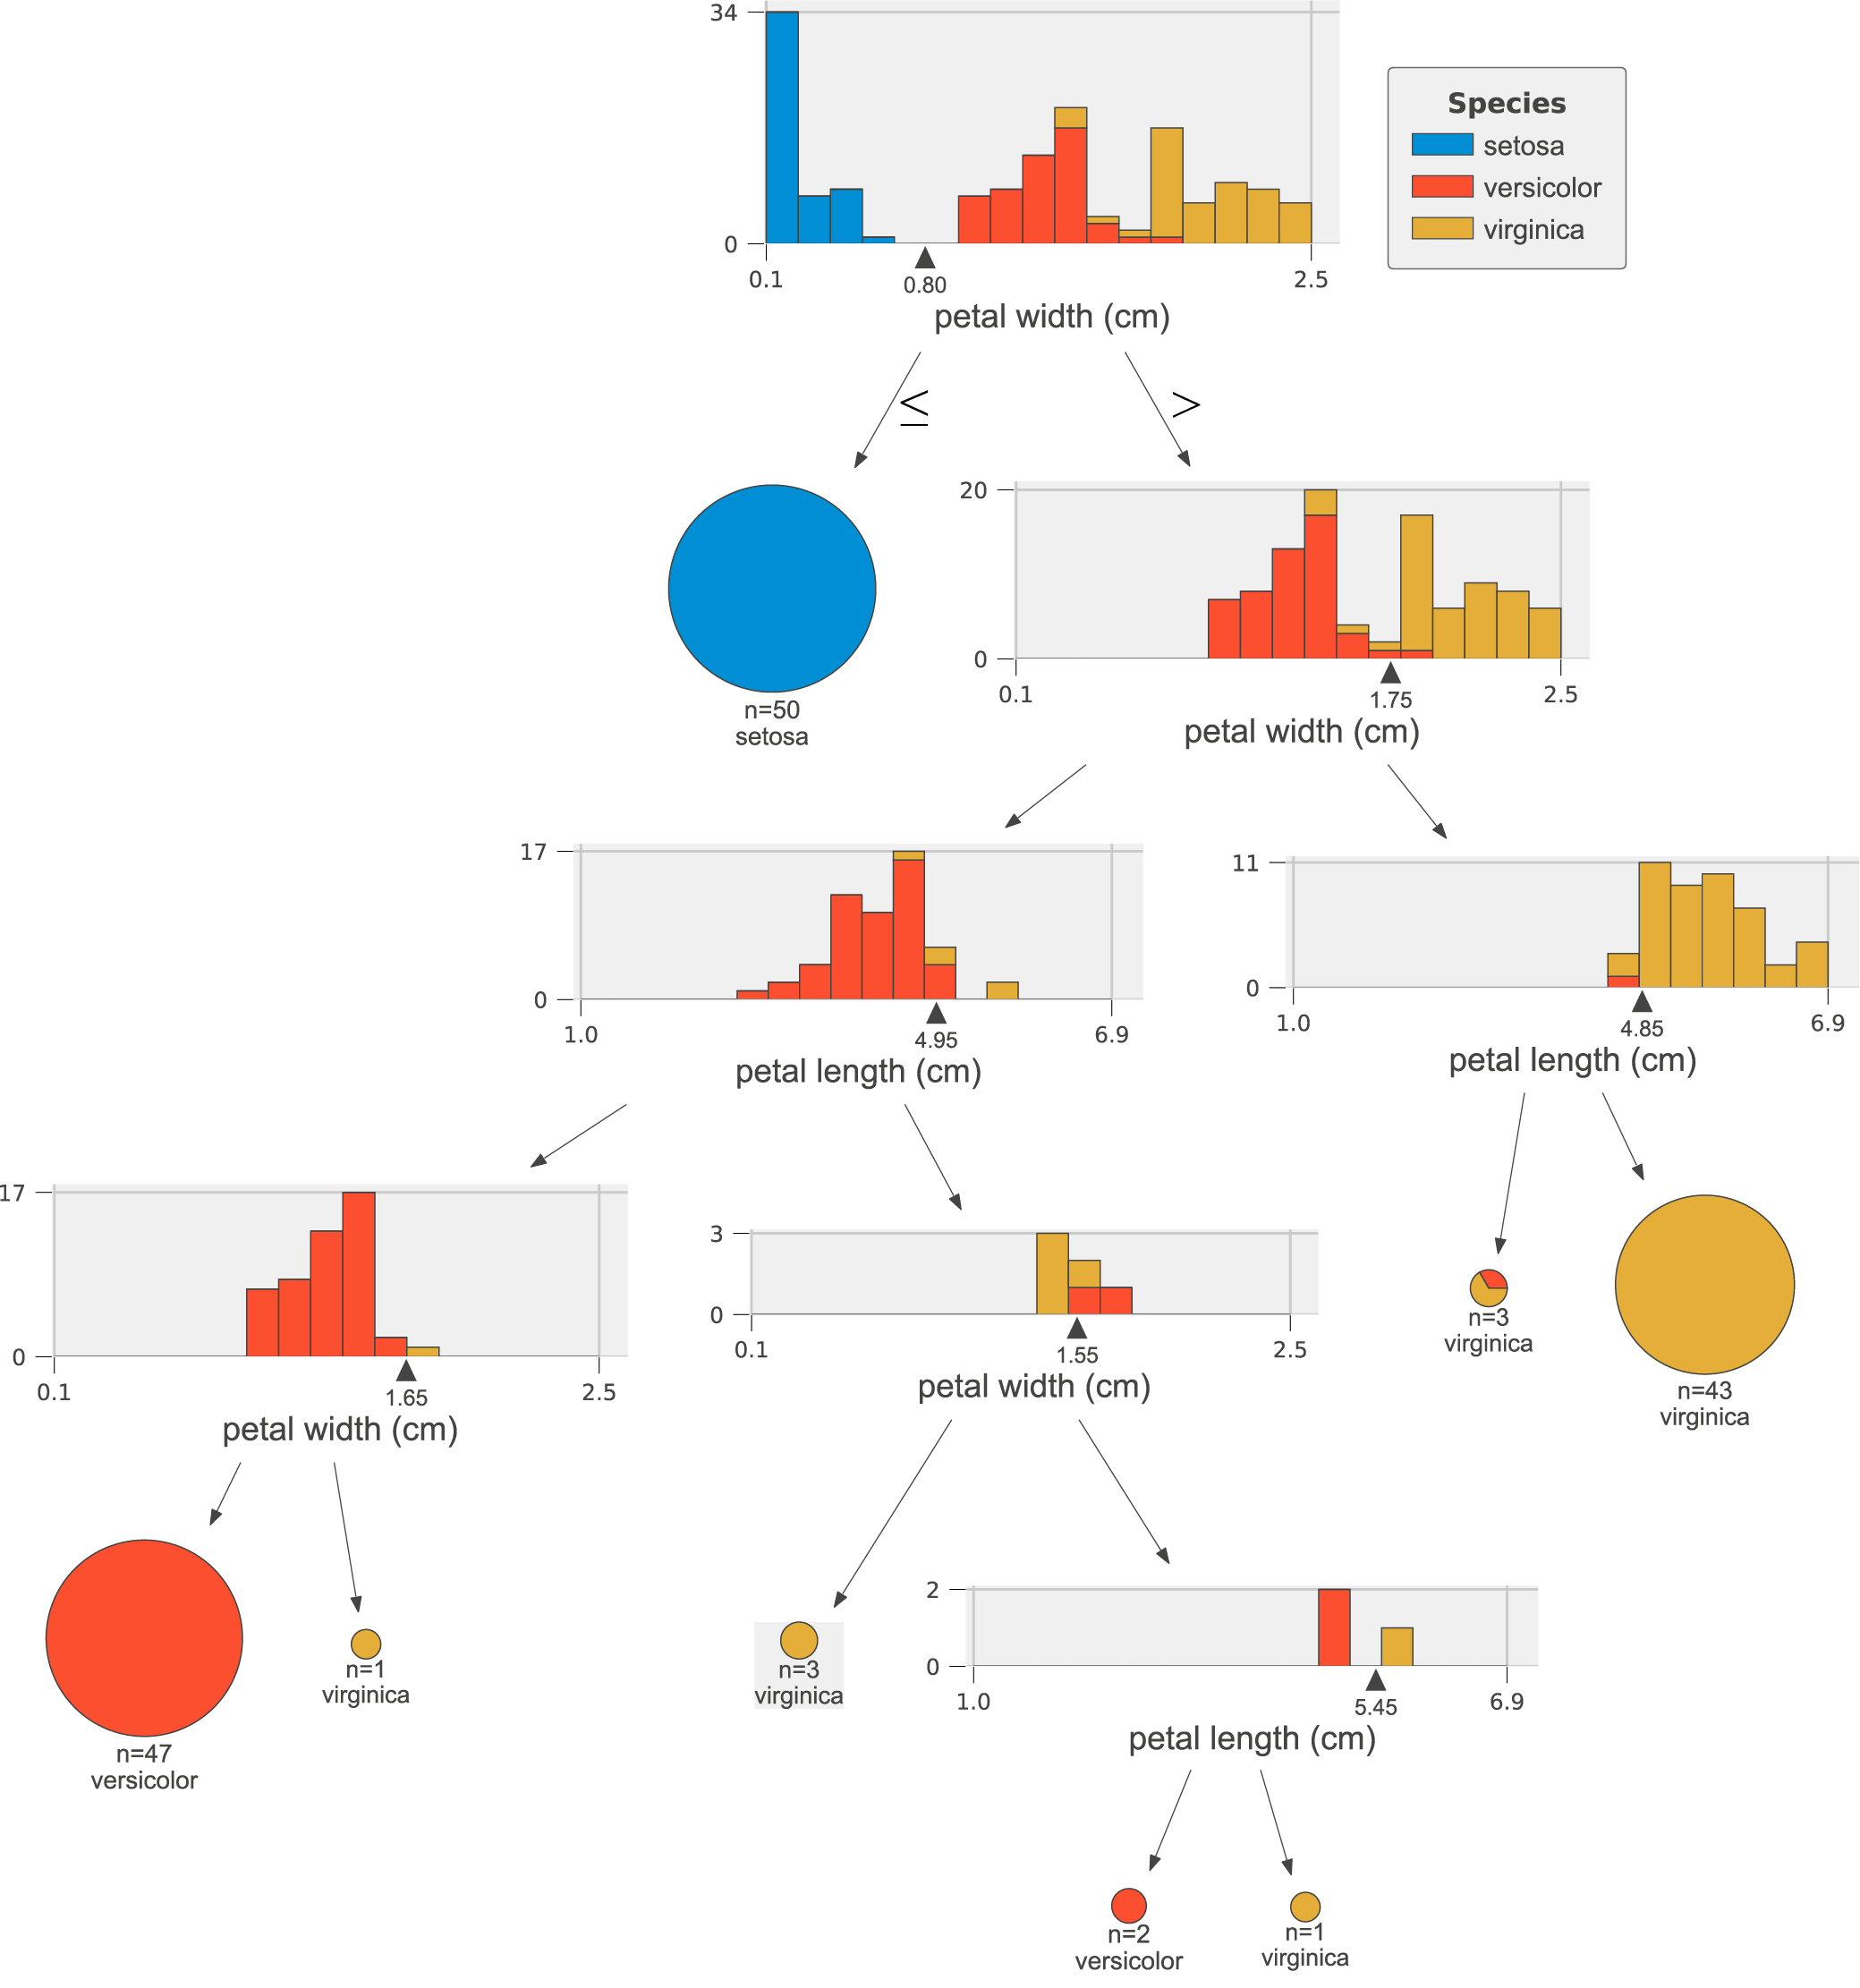 34
0
0.1
0.80
2.5
petal width (cm)
Species
setosa
versicolor
virginica
≤
>
n=50
setosa
20
0
0.1
1.75
2.5
petal width (cm)
17
0
1.0
4.95
6.9
petal length (cm)
11
0
1.0
4.85
6.9
petal length (cm)
17
0
0.1
1.65
2.5
petal width (cm)
3
0
0.1
1.55
2.5
petal width (cm)
n=3
virginica
n=43
virginica
n=47
versicolor
n=1
virginica
n=3
virginica
2
0
1.0
5.45
6.9
petal length (cm)
n=2
versicolor
n=1
virginica